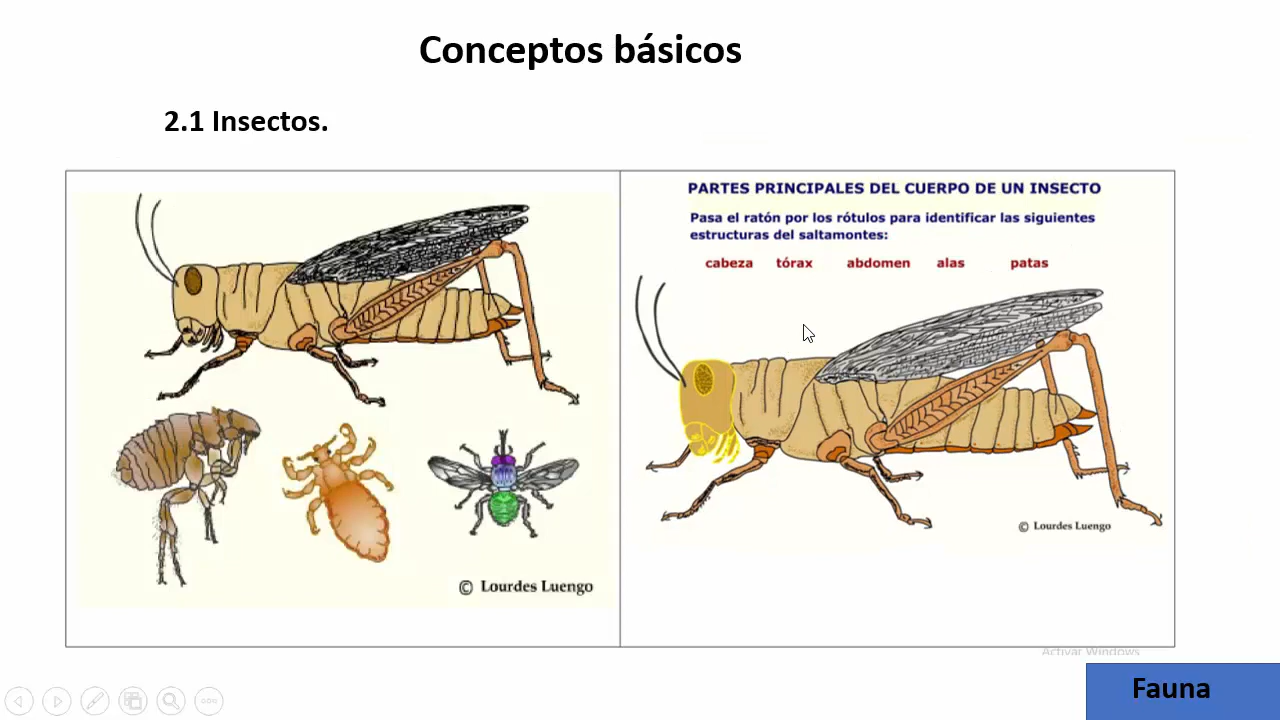 Conceptos básicos
2.1 Insectos.
© Lourdes Luengo
PARTES PRINCIPALES DEL CUERPO DE UN INSECTO
Pasa el ratón por los rótulos para identificar las siguientes
estructuras del saltamontes:
cabeza tórax abdomen alas patas
© Lourdes Luengo
Activar Windows
Fauna